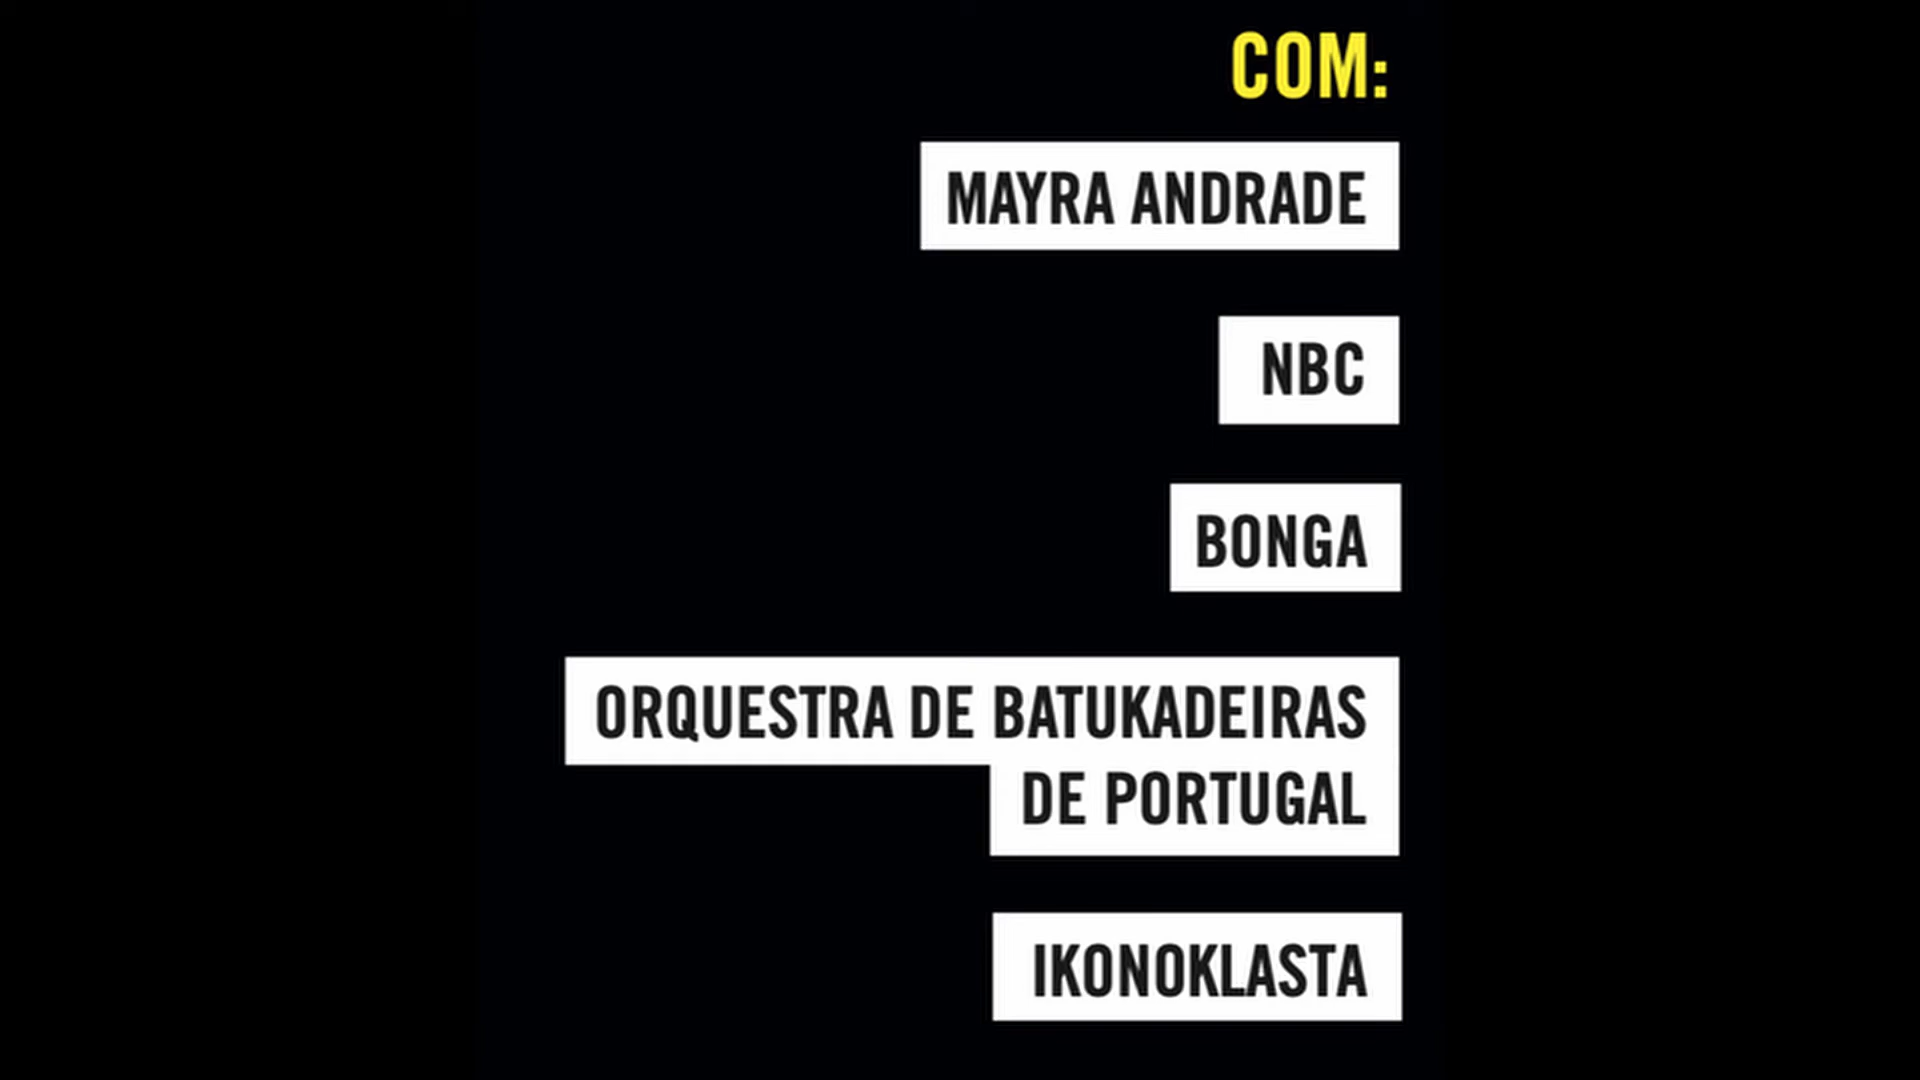 COM:
MAYRA ANDRADE
NBC
BONGA
ORQUESTRA DE BATUKADEIRAS
DE PORTUGAL
IKONOKLASTA